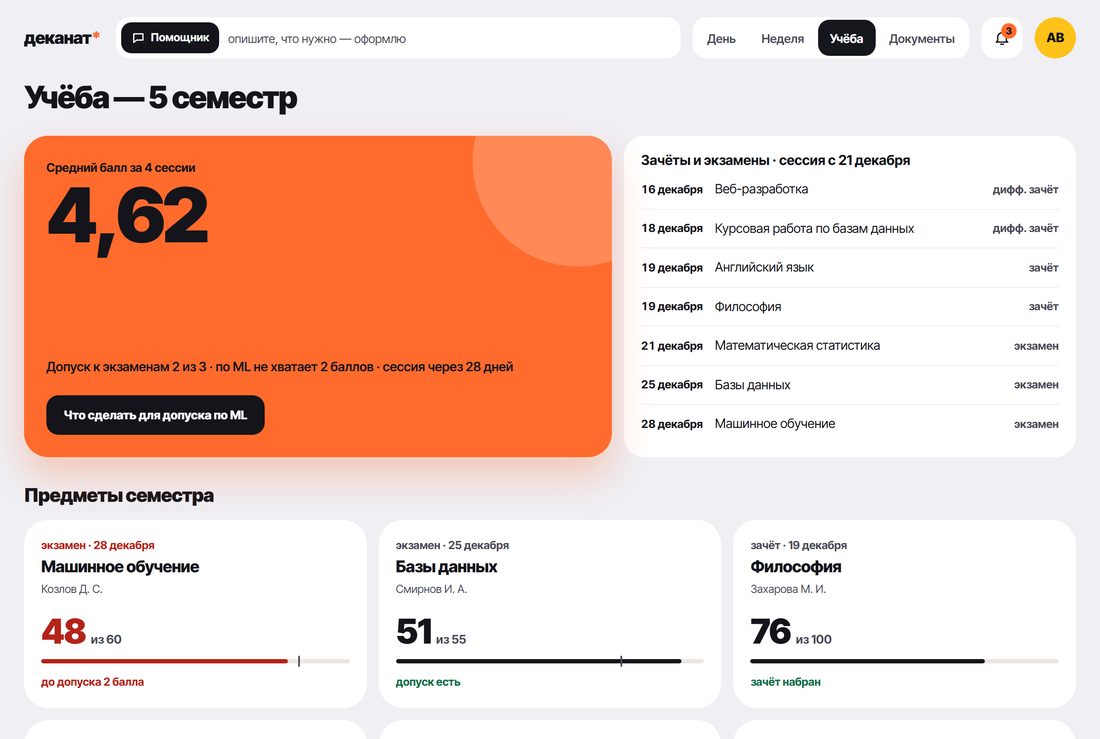 деканат*
Помощник
опишите, что нужно — оформлю
День Неделя Учёба Документы
3
АВ
Учёба — 5 семестр
Средний балл за 4 сессии
4,62
Допуск к экзаменам 2 из 3 · по ML не хватает 2 баллов · сессия через 28 дней
Что сделать для допуска по ML
Зачёты и экзамены · сессия с 21 декабря
16 декабря Веб-разработка дифф. зачёт
18 декабря Курсовая работа по базам данных дифф. зачёт
19 декабря Английский язык зачёт
19 декабря Философия зачёт
21 декабря Математическая статистика экзамен
25 декабря Базы данных экзамен
28 декабря Машинное обучение экзамен
Предметы семестра
экзамен · 28 декабря
Машинное обучение
Козлов Д. С.
48 из 60
до допуска 2 балла
экзамен · 25 декабря
Базы данных
Смирнов И. А.
51 из 55
допуск есть
зачёт · 19 декабря
Философия
Захарова М. И.
76 из 100
зачёт набран